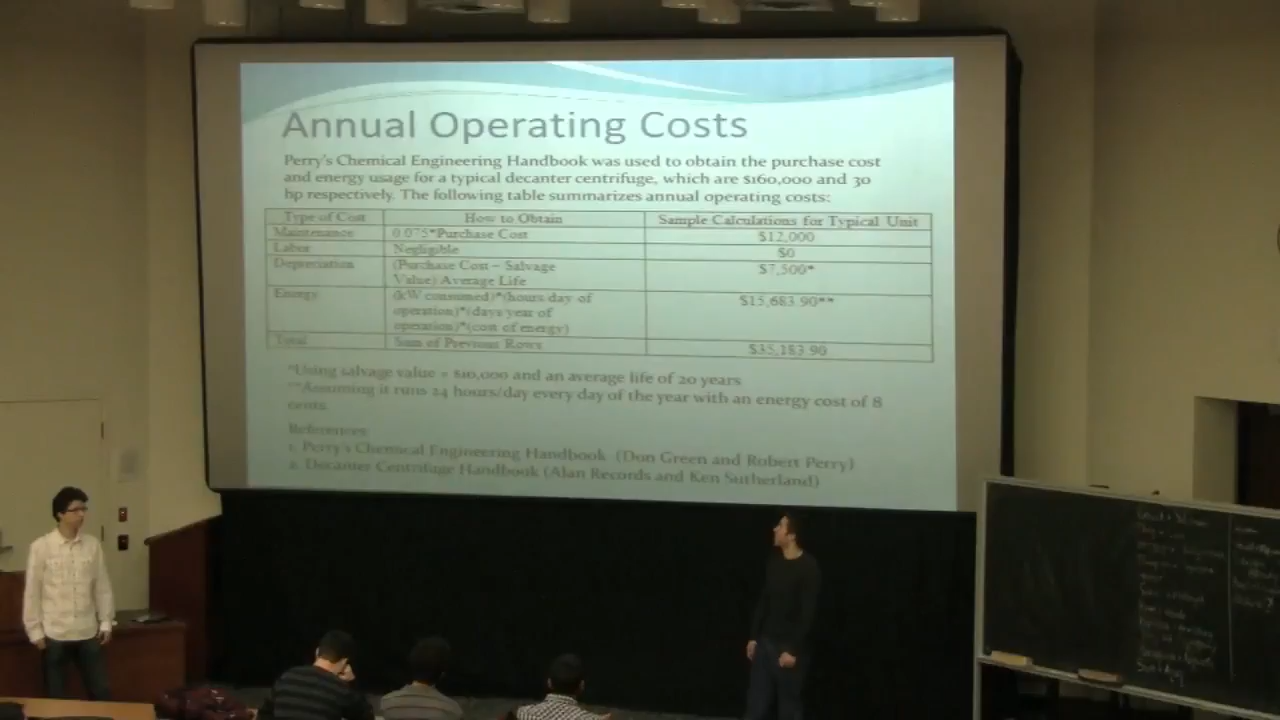 Annual Operating Costs
Perry's Chemical Engineering Handbook was used to obtain the purchase cost
and energy usage for a typical decanter centrifuge, which are $160,000 and 30
hp respectively. The following table summarizes annual operating costs:
Type of Cost How to Obtain Sample Calculations for Typical Unit
Maintenance 0.075*Purchase Cost $12,000
Labor Negligible $0
Depreciation (Purchase Cost – Salvage $7,500*
Value) Average Life
Energy (kW consumed)*(hours day of $15,683.90**
operation)*(days year of
operation)*(cost of energy)
Total Sum of Previous Rows $35,183.90
*Using salvage value = $10,000 and an average life of 20 years
**Assuming it runs 24 hours/day every day of the year with an energy cost of 8
cents
References
1. Perry's Chemical Engineering Handbook (Don Green and Robert Perry)
2. Decanter Centrifuge Handbook (Alan Records and Ken Sutherland)